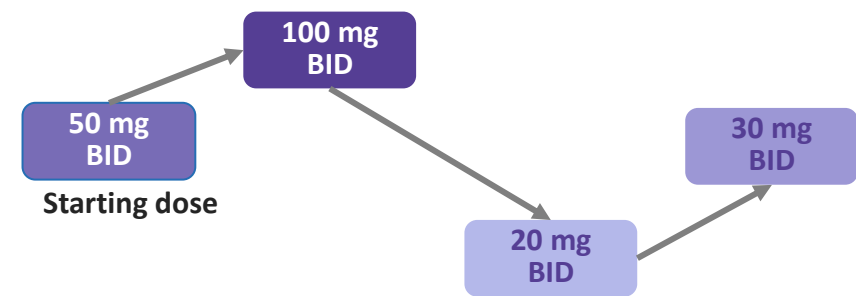 100 mg
BID
50 mg
BID
Starting dose
30 mg
BID
20 mg
BID